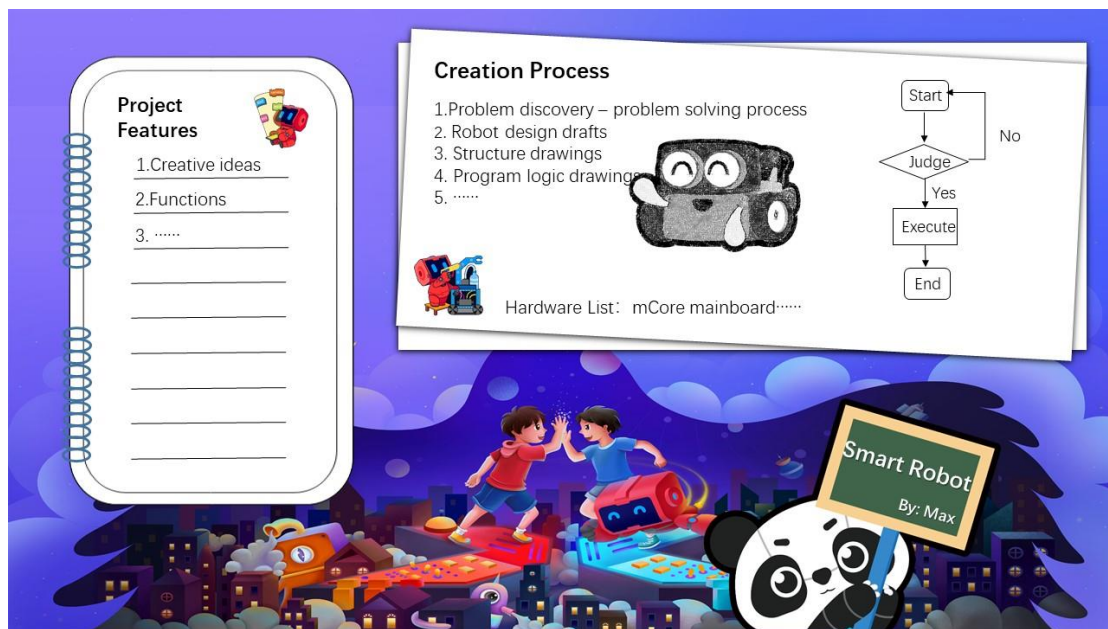 Project
Features
1.Creative ideas
2.Functions
3. ······
Creation Process
1.Problem discovery – problem solving process
2. Robot design drafts
3. Structure drawings
4. Program logic drawings
5. ······
Hardware List： mCore mainboard······
Start
No
Judge
Yes
Execute
End
Smart Robot
By: Max